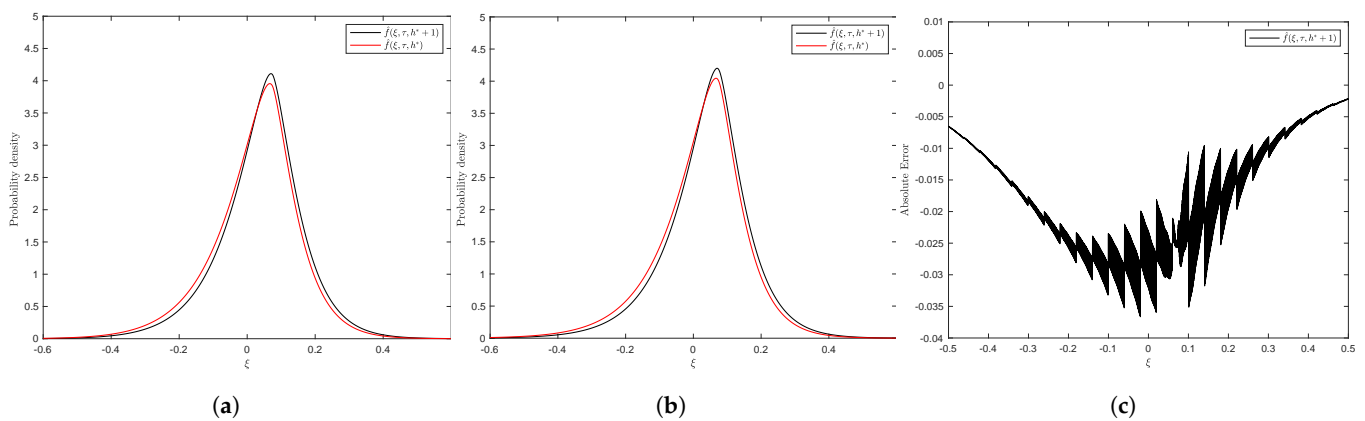 5
4.5
4
3.5
3
2.5
2
1.5
1
0.5
0
-0.6 -0.4 -0.2 0 0.2 0.4
Probability density
ξ
f̂(ξ, τ, h* + 1)
f̂(ξ, τ, h*)
(a)
5
4.5
4
3.5
3
2.5
2
1.5
1
0.5
0
-0.6 -0.4 -0.2 0 0.2 0.4
Probability density
ξ
f̂(ξ, τ, h* + 1)
f̂(ξ, τ, h*)
(b)
0.01
0.005
0
-0.005
-0.01
-0.015
-0.02
-0.025
-0.03
-0.035
-0.04
-0.5 -0.4 -0.3 -0.2 -0.1 0 0.1 0.2 0.3 0.4 0.5
Absolute Error
ξ
f̂(ξ, τ, h* + 1)
(c)